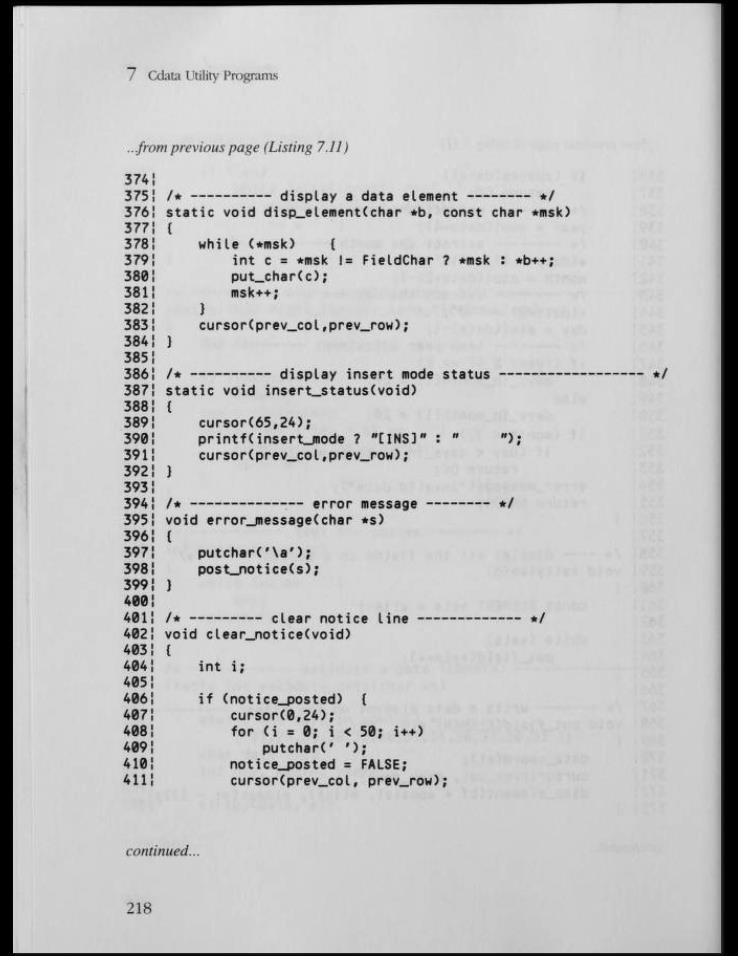 7 Cdata Utility Programs
...from previous page (Listing 7.11)
374¦
375¦ /* ---------- display a data element -------- */
376¦ static void disp_element(char *b, const char *msk)
377¦ {
378¦     while (*msk)    {
379¦         int c = *msk != FieldChar ? *msk : *b++;
380¦         put_char(c);
381¦         msk++;
382¦     }
383¦     cursor(prev_col,prev_row);
384¦ }
385¦
386¦ /* ---------- display insert mode status ------------------ */
387¦ static void insert_status(void)
388¦ {
389¦     cursor(65,24);
390¦     printf(insert_mode ? "[INS]" : "     ");
391¦     cursor(prev_col,prev_row);
392¦ }
393¦
394¦ /* -------------- error message -------- */
395¦ void error_message(char *s)
396¦ {
397¦     putchar('\a');
398¦     post_notice(s);
399¦ }
400¦
401¦ /* --------- clear notice line ------------- */
402¦ void clear_notice(void)
403¦ {
404¦     int i;
405¦
406¦     if (notice_posted)  {
407¦         cursor(0,24);
408¦         for (i = 0; i < 50; i++)
409¦             putchar(' ');
410¦         notice_posted = FALSE;
411¦         cursor(prev_col, prev_row);
continued...
218